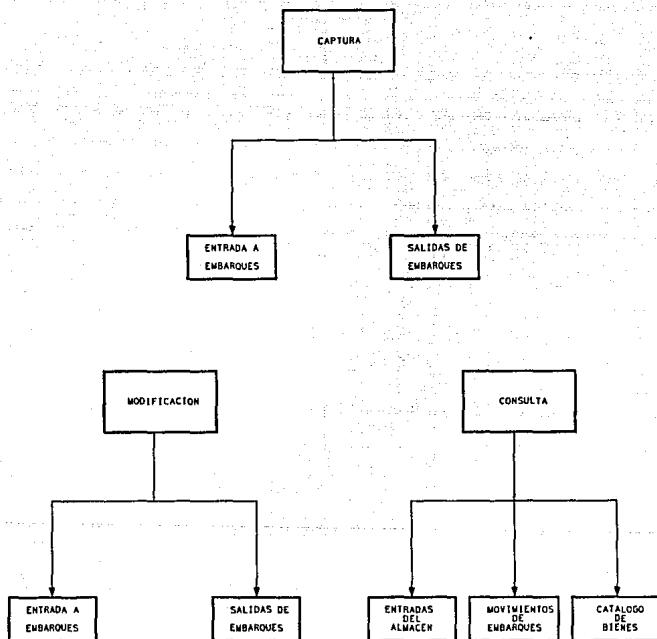 CAPTURA
ENTRADA A
EMBARQUES
SALIDAS DE
EMBARQUES
MODIFICACION
CONSULTA
ENTRADA A
EMBARQUES
SALIDAS DE
EMBARQUES
ENTRADAS
DEL
ALMACEN
MOVIMIENTOS
DE
EMBARQUES
CATALOGO
DE
BIENES